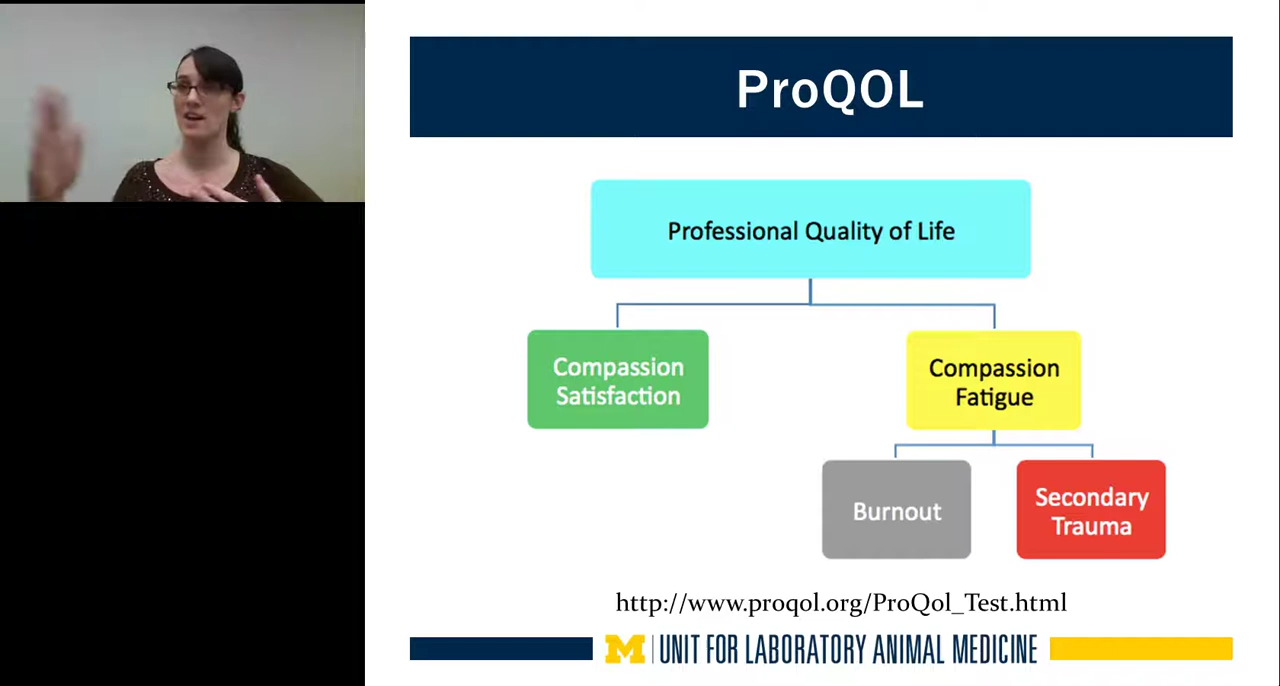 ProQOL
Professional Quality of Life
Compassion
Satisfaction
Compassion
Fatigue
Burnout
Secondary
Trauma
http://www.proqol.org/ProQol_Test.html
M UNIT FOR LABORATORY ANIMAL MEDICINE